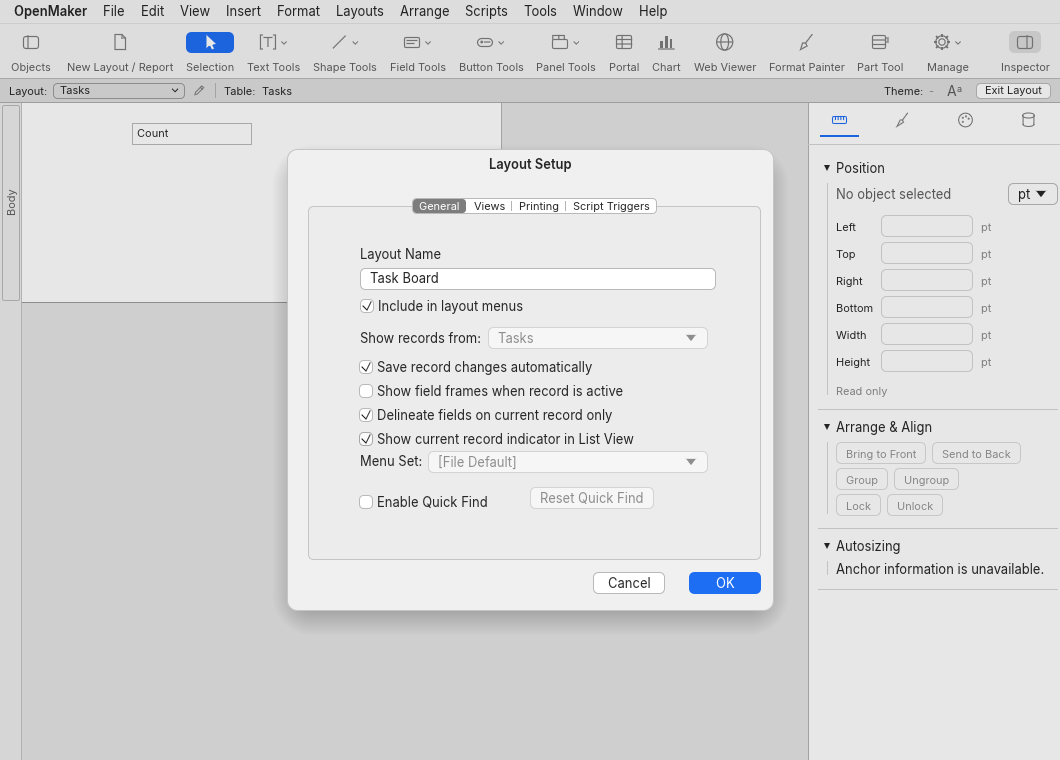 OpenMaker File Edit View Insert Format Layouts Arrange Scripts Tools Window Help
Objects New Layout / Report Selection Text Tools Shape Tools Field Tools Button Tools Panel Tools Portal Chart Web Viewer Format Painter Part Tool Manage Inspector
Layout: Tasks Table: Tasks Theme: - Aa Exit Layout
Count
Body
Layout Setup
General Views Printing Script Triggers
Layout Name
Task Board
Include in layout menus
Show records from: Tasks
Save record changes automatically
Show field frames when record is active
Delineate fields on current record only
Show current record indicator in List View
Menu Set: [File Default]
Enable Quick Find Reset Quick Find
Cancel OK
Position
No object selected pt
Left pt
Top pt
Right pt
Bottom pt
Width pt
Height pt
Read only
Arrange & Align
Bring to Front Send to Back
Group Ungroup
Lock Unlock
Autosizing
Anchor information is unavailable.